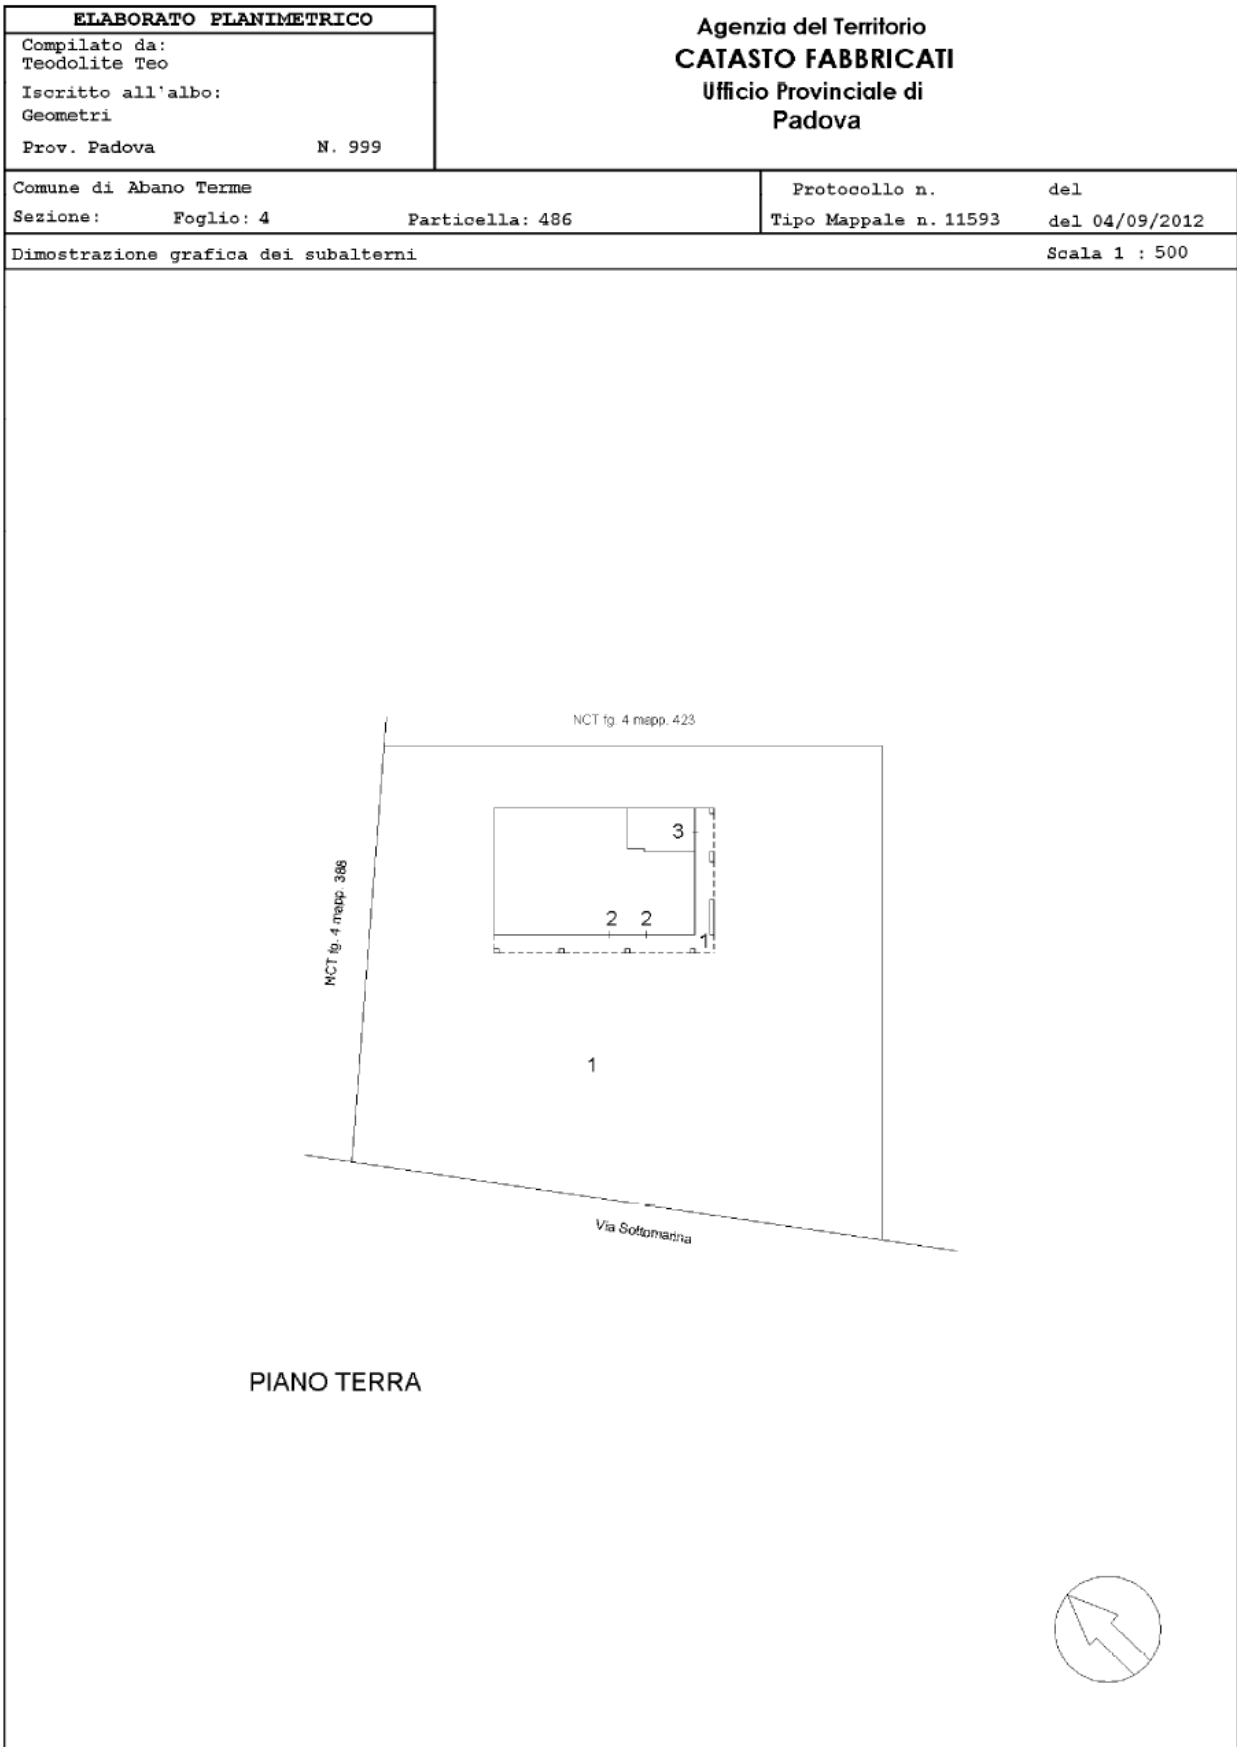 ELABORATO PLANIMETRICO
Compilato da:
Teodolite Teo
Iscritto all'albo:
Geometri
Prov. Padova N. 999
Agenzia del Territorio
CATASTO FABBRICATI
Ufficio Provinciale di
Padova
Comune di Abano Terme
Sezione: Foglio: 4 Particella: 486
Protocollo n. del
Tipo Mappale n. 11593 del 04/09/2012
Dimostrazione grafica dei subalterni Scala 1 : 500
NCT fg. 4 mapp. 423
3
NCT fg. 4 mapp. 388
2 2
1
1
Via Sottomarina
PIANO TERRA